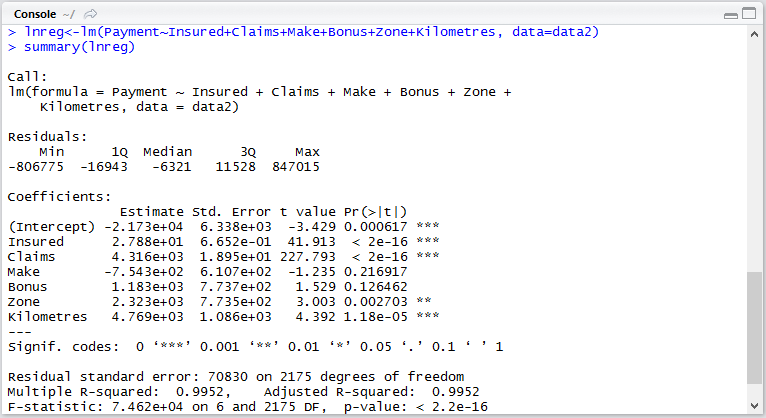 Console ~/
> lnreg<-lm(Payment~Insured+Claims+Make+Bonus+Zone+Kilometres, data=data2)
> summary(lnreg)
Call:
lm(formula = Payment ~ Insured + Claims + Make + Bonus + Zone +
    Kilometres, data = data2)
Residuals:
    Min      1Q  Median      3Q     Max
-806775  -16943   -6321   11528  847015
Coefficients:
              Estimate Std. Error t value Pr(>|t|)
(Intercept) -2.173e+04  6.338e+03  -3.429 0.000617 ***
Insured      2.788e+01  6.652e-01  41.913  < 2e-16 ***
Claims       4.316e+03  1.895e+01 227.793  < 2e-16 ***
Make        -7.543e+02  6.107e+02  -1.235 0.216917
Bonus        1.183e+03  7.737e+02   1.529 0.126462
Zone         2.323e+03  7.735e+02   3.003 0.002703 **
Kilometres   4.769e+03  1.086e+03   4.392 1.18e-05 ***
---
Signif. codes:  0 ‘***’ 0.001 ‘**’ 0.01 ‘*’ 0.05 ‘.’ 0.1 ‘ ’ 1
Residual standard error: 70830 on 2175 degrees of freedom
Multiple R-squared:  0.9952,    Adjusted R-squared:  0.9952
F-statistic: 7.462e+04 on 6 and 2175 DF,  p-value: < 2.2e-16